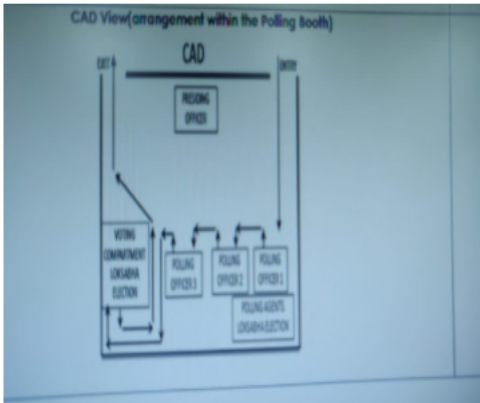 CAD View(arrangement within the Polling Booth)
CAD
EXIT
ENTRY
PRESIDING
OFFICER
VOTING
COMPARTMENT
LOKSABHA
ELECTION
POLLING
OFFICER 3
POLLING
OFFICER 2
POLLING
OFFICER 1
POLLING AGENTS
LOKSABHA ELECTION